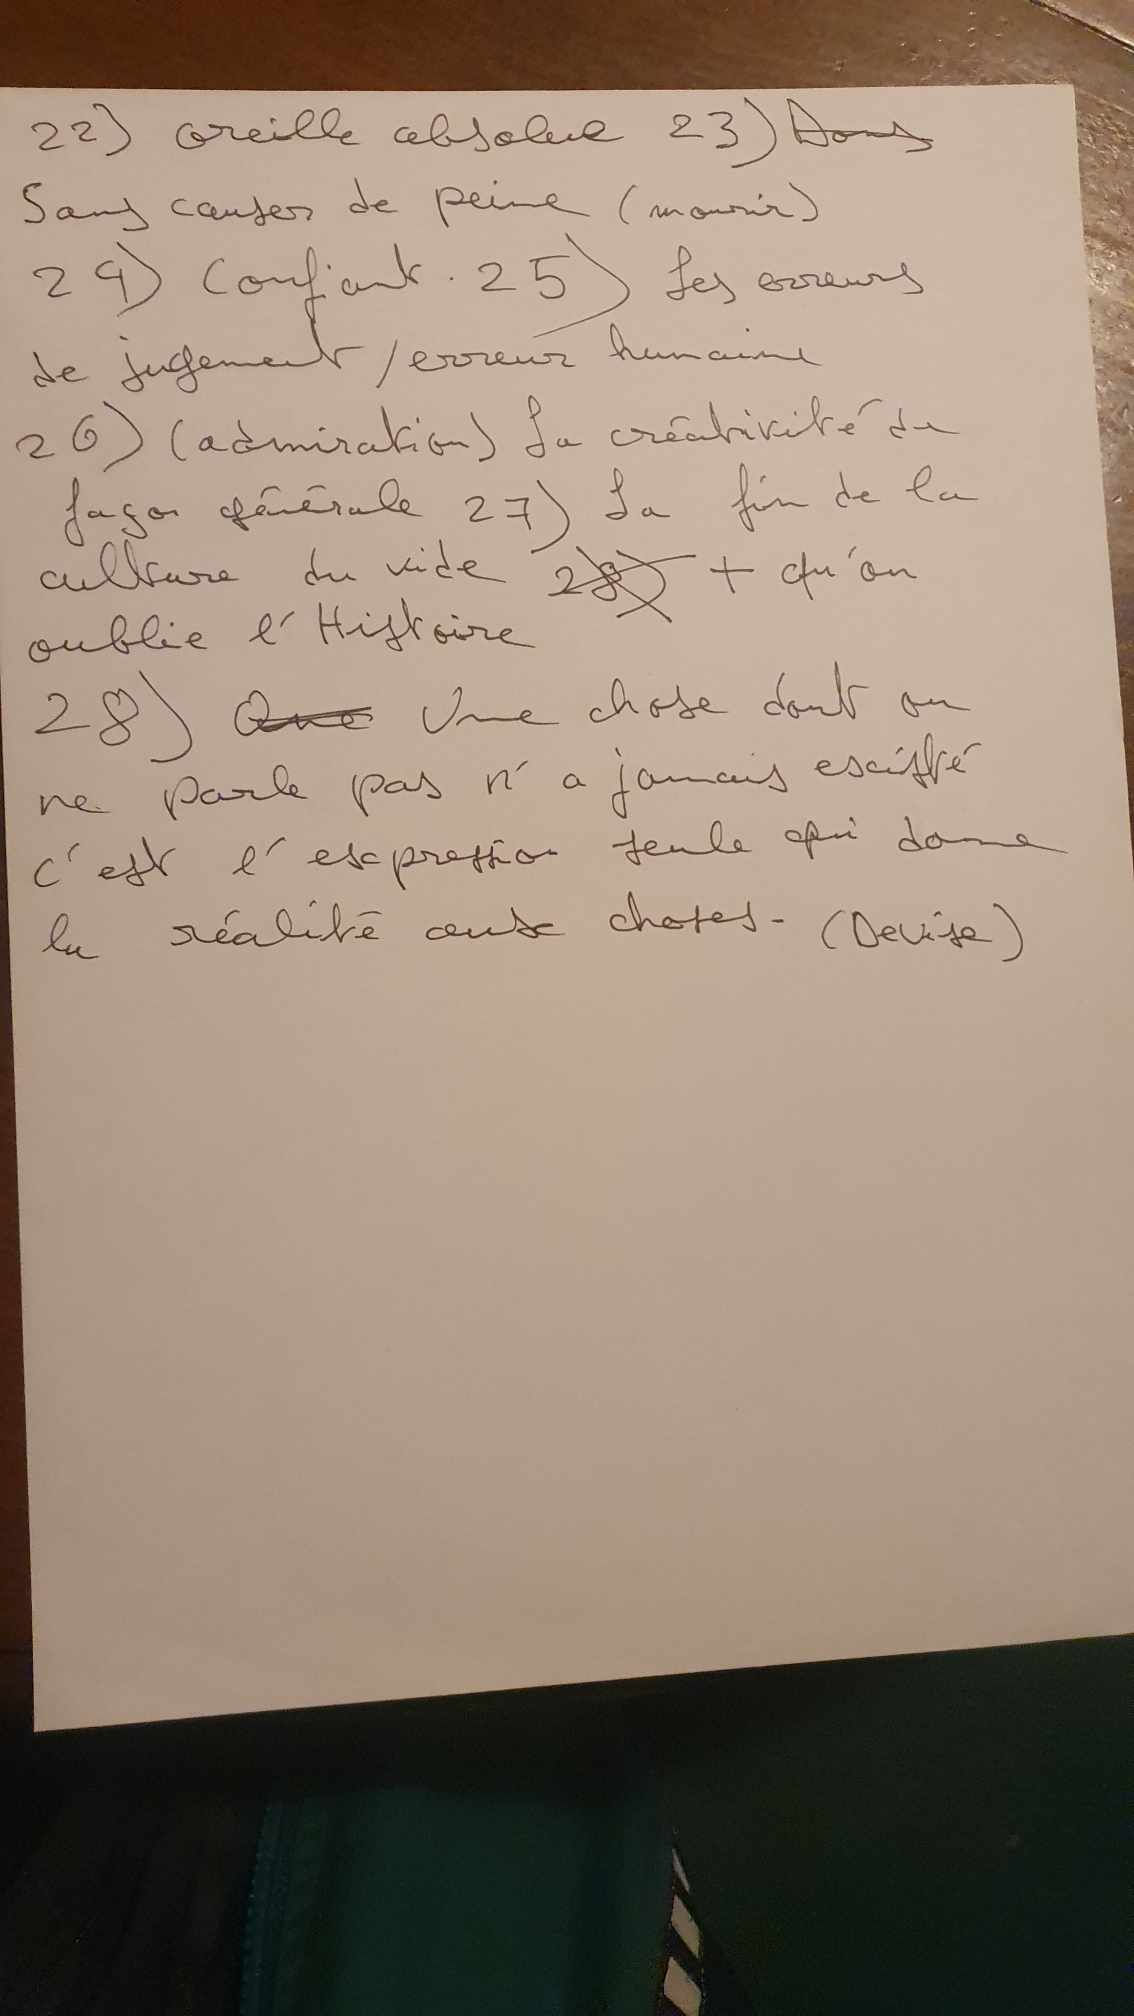 22) oreille absolue 23) Dans
Sans causer de peine (mourir)
24) Confiant. 25) Les erreurs
de jugement / erreur humaine
26) (admiration) La créativité de
façon générale 27) La fin de la
culture du vide 28) + qu'on
oublie l'Histoire
28) Que Une chose dont on
ne parle pas n'a jamais existé
c'est l'expression seule qui donne
la réalité aux choses - (Devise)